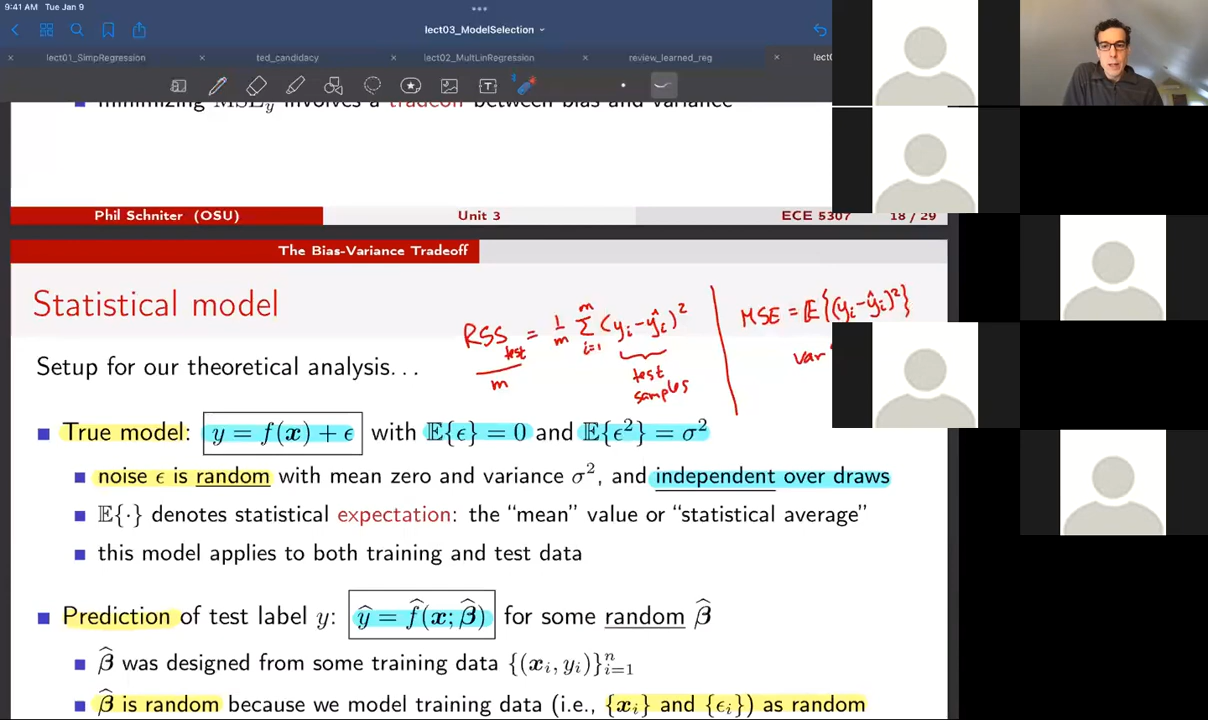 9:41 AM Tue Jan 9
lect03_ModelSelection
lect01_SimpRegression
ted_candidacy
lect02_MultLinRegression
review_learned_reg
lect0
minimizing MSE_y involves a tradeoff between bias and variance
Phil Schniter (OSU) Unit 3 ECE 5307 18 / 29
The Bias-Variance Tradeoff
Statistical model
RSS_test / m = 1/m Σ_{i=1}^{m} (y_i - ŷ_i)^2
test
samples
MSE = 𝔼{(y_i - ŷ_i)^2}
var
Setup for our theoretical analysis...
True model: y = f(x) + ϵ with 𝔼{ϵ} = 0 and 𝔼{ϵ²} = σ²
noise ϵ is random with mean zero and variance σ², and independent over draws
𝔼{·} denotes statistical expectation: the “mean” value or “statistical average”
this model applies to both training and test data
Prediction of test label y: ŷ = f̂(x; β̂) for some random β̂
β̂ was designed from some training data {(x_i, y_i)}_{i=1}^n
β̂ is random because we model training data (i.e., {x_i} and {ϵ_i}) as random